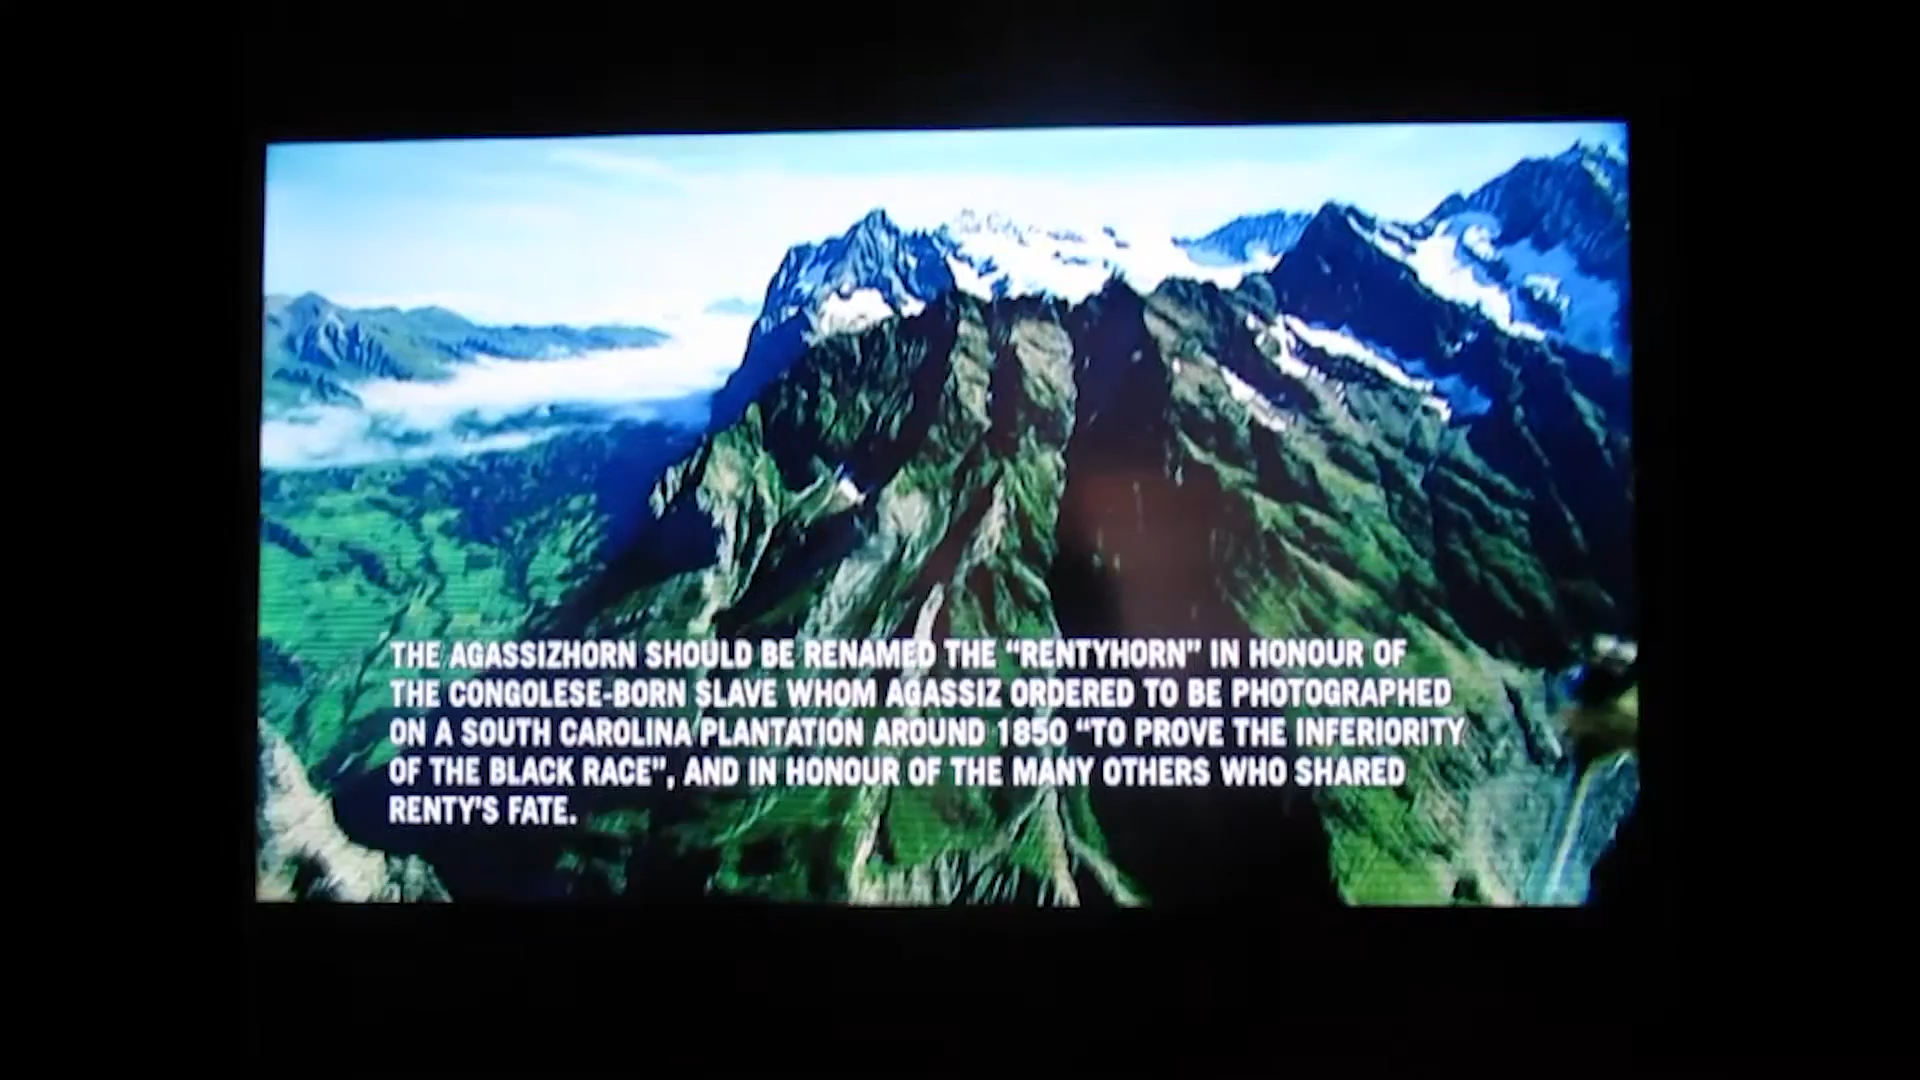 THE AGASSIZHORN SHOULD BE RENAMED THE “RENTYHORN” IN HONOUR OF
THE CONGOLESE-BORN SLAVE WHOM AGASSIZ ORDERED TO BE PHOTOGRAPHED
ON A SOUTH CAROLINA PLANTATION AROUND 1850 “TO PROVE THE INFERIORITY
OF THE BLACK RACE”, AND IN HONOUR OF THE MANY OTHERS WHO SHARED
RENTY’S FATE.